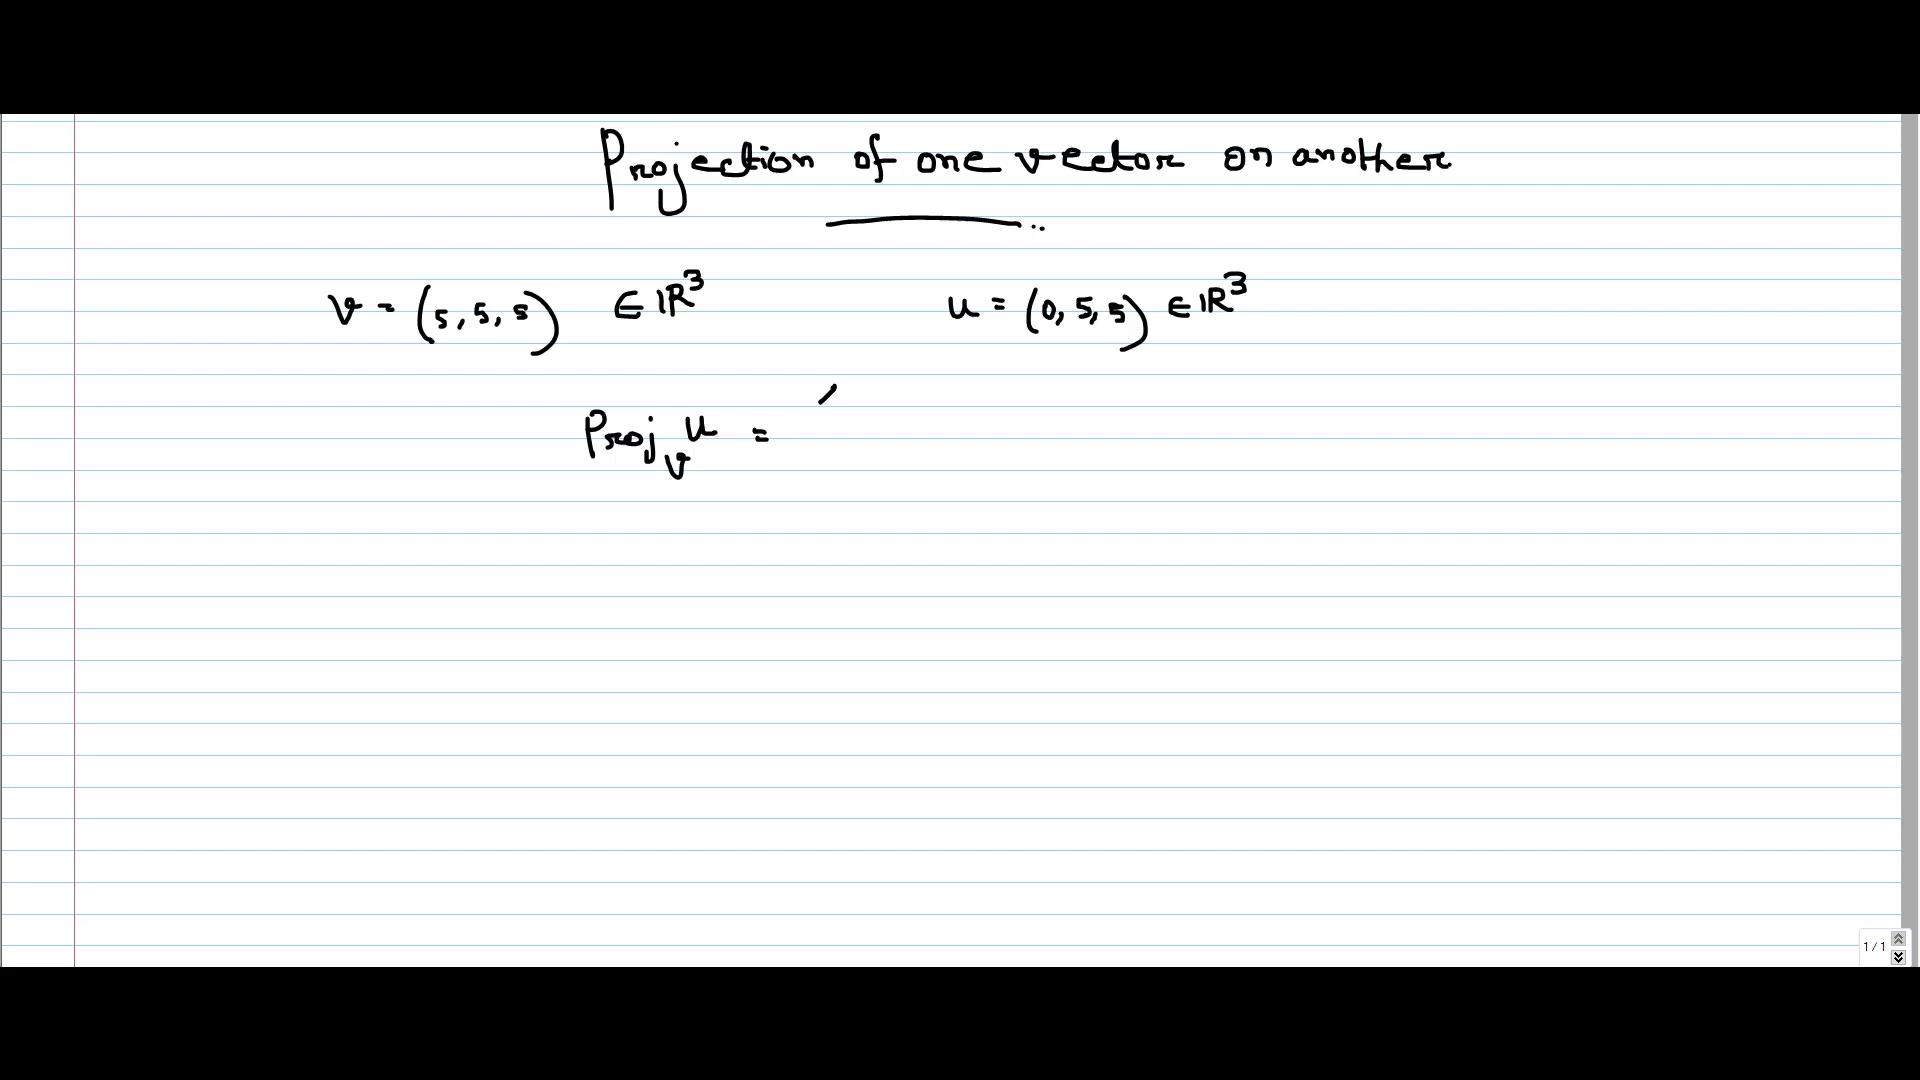 Projection of one vector on another
v = (5, 5, 5) ∈ ℝ³ u = (0, 5, 5) ∈ ℝ³
Proj_v u =
1 / 1